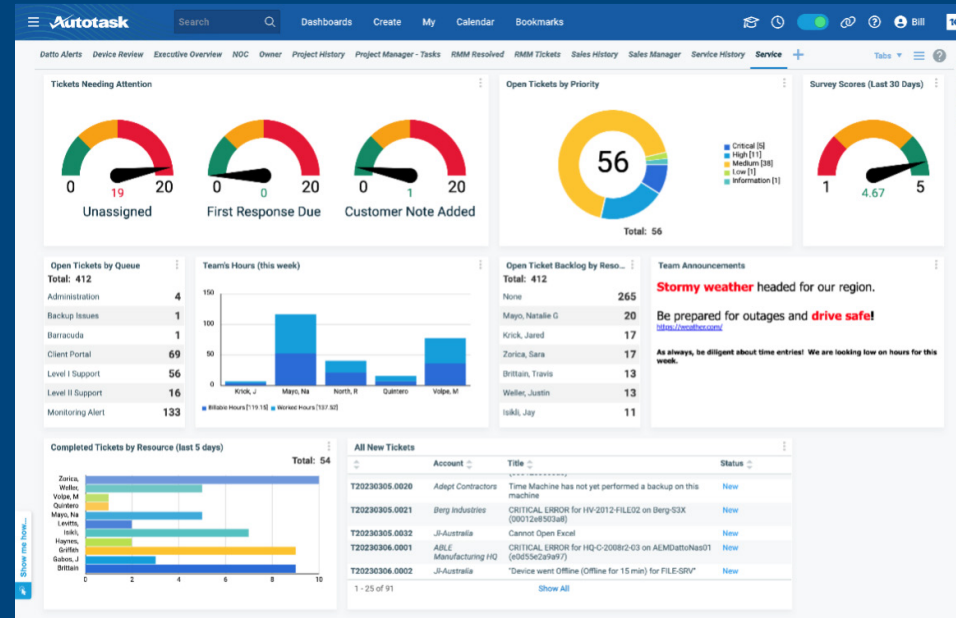 Autotask
Search
Dashboards Create My Calendar Bookmarks
Bill
Datto Alerts Device Review Executive Overview NOC Owner Project History Project Manager - Tasks RMM Resolved RMM Tickets Sales History Sales Manager Service History Service
Tabs
Tickets Needing Attention
0 19 20
Unassigned
0 0 20
First Response Due
0 1 20
Customer Note Added
Open Tickets by Priority
56
Critical [5]
High [11]
Medium [38]
Low [1]
Information [1]
Total: 56
Survey Scores (Last 30 Days)
1 4.67 5
Open Tickets by Queue
Total: 412
Administration 4
Backup Issues 1
Barracuda 1
Client Portal 69
Level I Support 56
Level II Support 16
Monitoring Alert 133
Team's Hours (this week)
150
100
50
0
Krick, J Mayo, Na North, R Quintero Volpe, M
Billable Hours [119.15] Worked Hours [137.52]
Open Ticket Backlog by Reso...
Total: 412
None 265
Mayo, Natalie G 20
Krick, Jared 17
Zorica, Sara 17
Brittain, Travis 13
Weller, Justin 13
Isikli, Jay 11
Team Announcements
Stormy weather headed for our region.
Be prepared for outages and drive safe!
https://weather.com/
As always, be diligent about time entries! We are looking low on hours for this
week.
Completed Tickets by Resource (last 5 days)
Total: 54
Zorica,
Weller,
Volpe, M
Quintero
Mayo, Na
Levitts,
Isikli,
Haynes,
Griffith
Gabos, J
Brittain
0 2 4 6 8 10
All New Tickets
Account Title Status
T20230305.0020 Adept Contractors Time Machine has not yet performed a backup on this New
machine
T20230305.0021 Berg Industries CRITICAL ERROR for HV-2012-FILE02 on Berg-S3X New
(00012e8503a8)
T20230305.0032 JI-Australia Cannot Open Excel New
T20230306.0001 ABLE CRITICAL ERROR for HQ-C-2008r2-03 on AEMDattoNas01 New
Manufacturing HQ (e0d55e2a9a97)
T20230306.0002 JI-Australia "Device went Offline (Offline for 15 min) for FILE-SRV" New
1 - 25 of 91
Show All
Show me how...